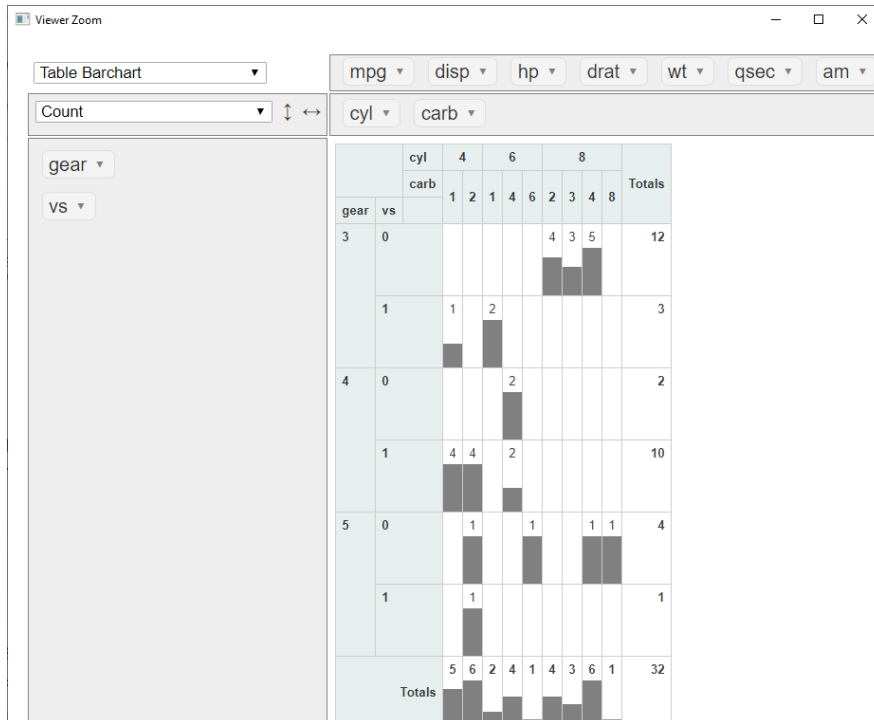 Viewer Zoom
Table Barchart
mpg disp hp drat wt qsec am
Count
cyl carb
gear
vs
cyl 4 6 8 Totals
carb 1 2 1 4 6 2 3 4 8
gear vs
3 0 4 3 5 12
1 1 2 3
4 0 2 2
1 4 4 2 10
5 0 1 1 1 1 4
1 1 1
Totals 5 6 2 4 1 4 3 6 1 32